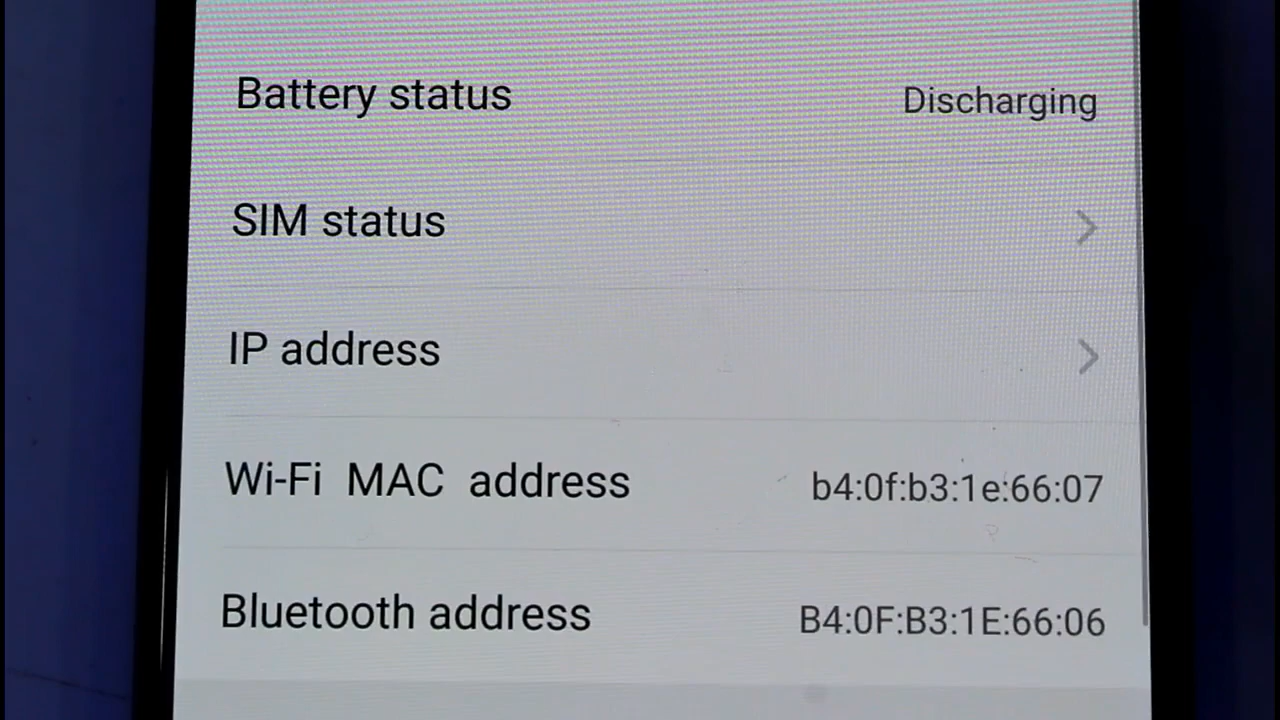 Battery status Discharging
SIM status
IP address
Wi-Fi MAC address b4:0f:b3:1e:66:07
Bluetooth address B4:0F:B3:1E:66:06